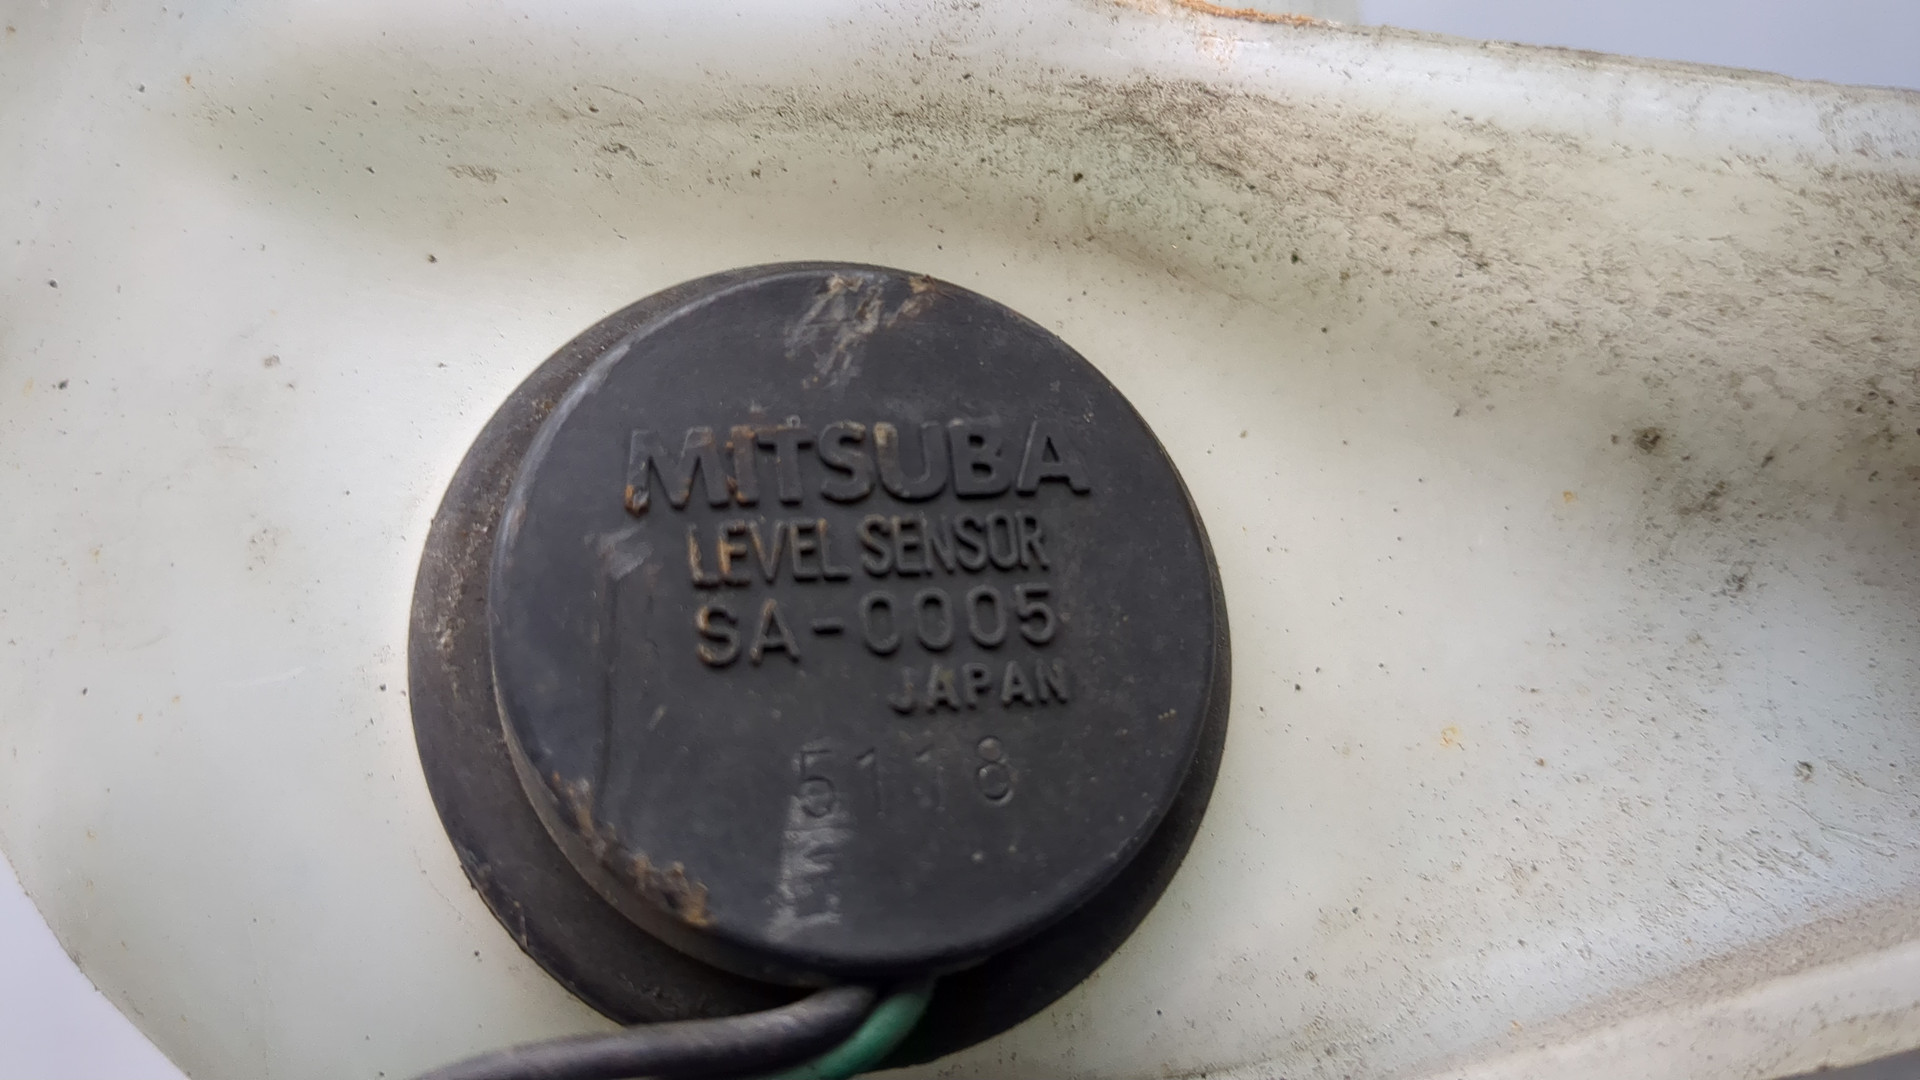 MITSUBA
LEVEL SENSOR
SA-0005
JAPAN
5118